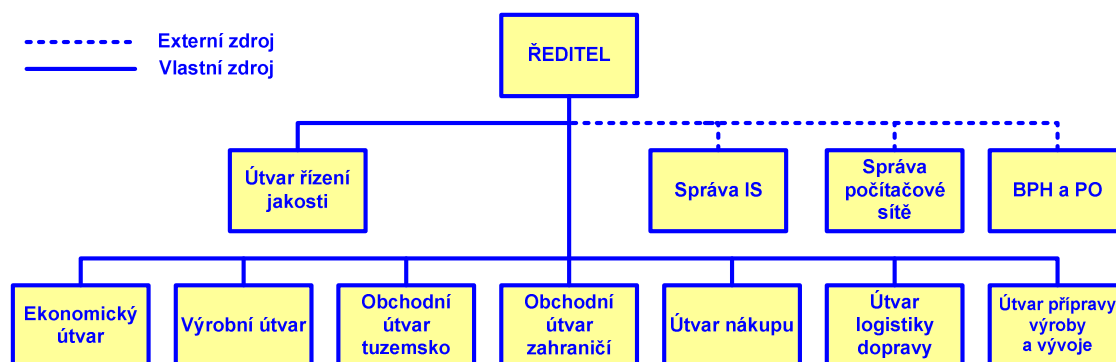 Externí zdroj
Vlastní zdroj
ŘEDITEL
Útvar řízení
jakosti
Správa IS
Správa
počítačové
sítě
BPH a PO
Ekonomický
útvar
Výrobní útvar
Obchodní
útvar
tuzemsko
Obchodní
útvar
zahraničí
Útvar nákupu
Útvar
logistiky
dopravy
Útvar přípravy
výroby
a vývoje